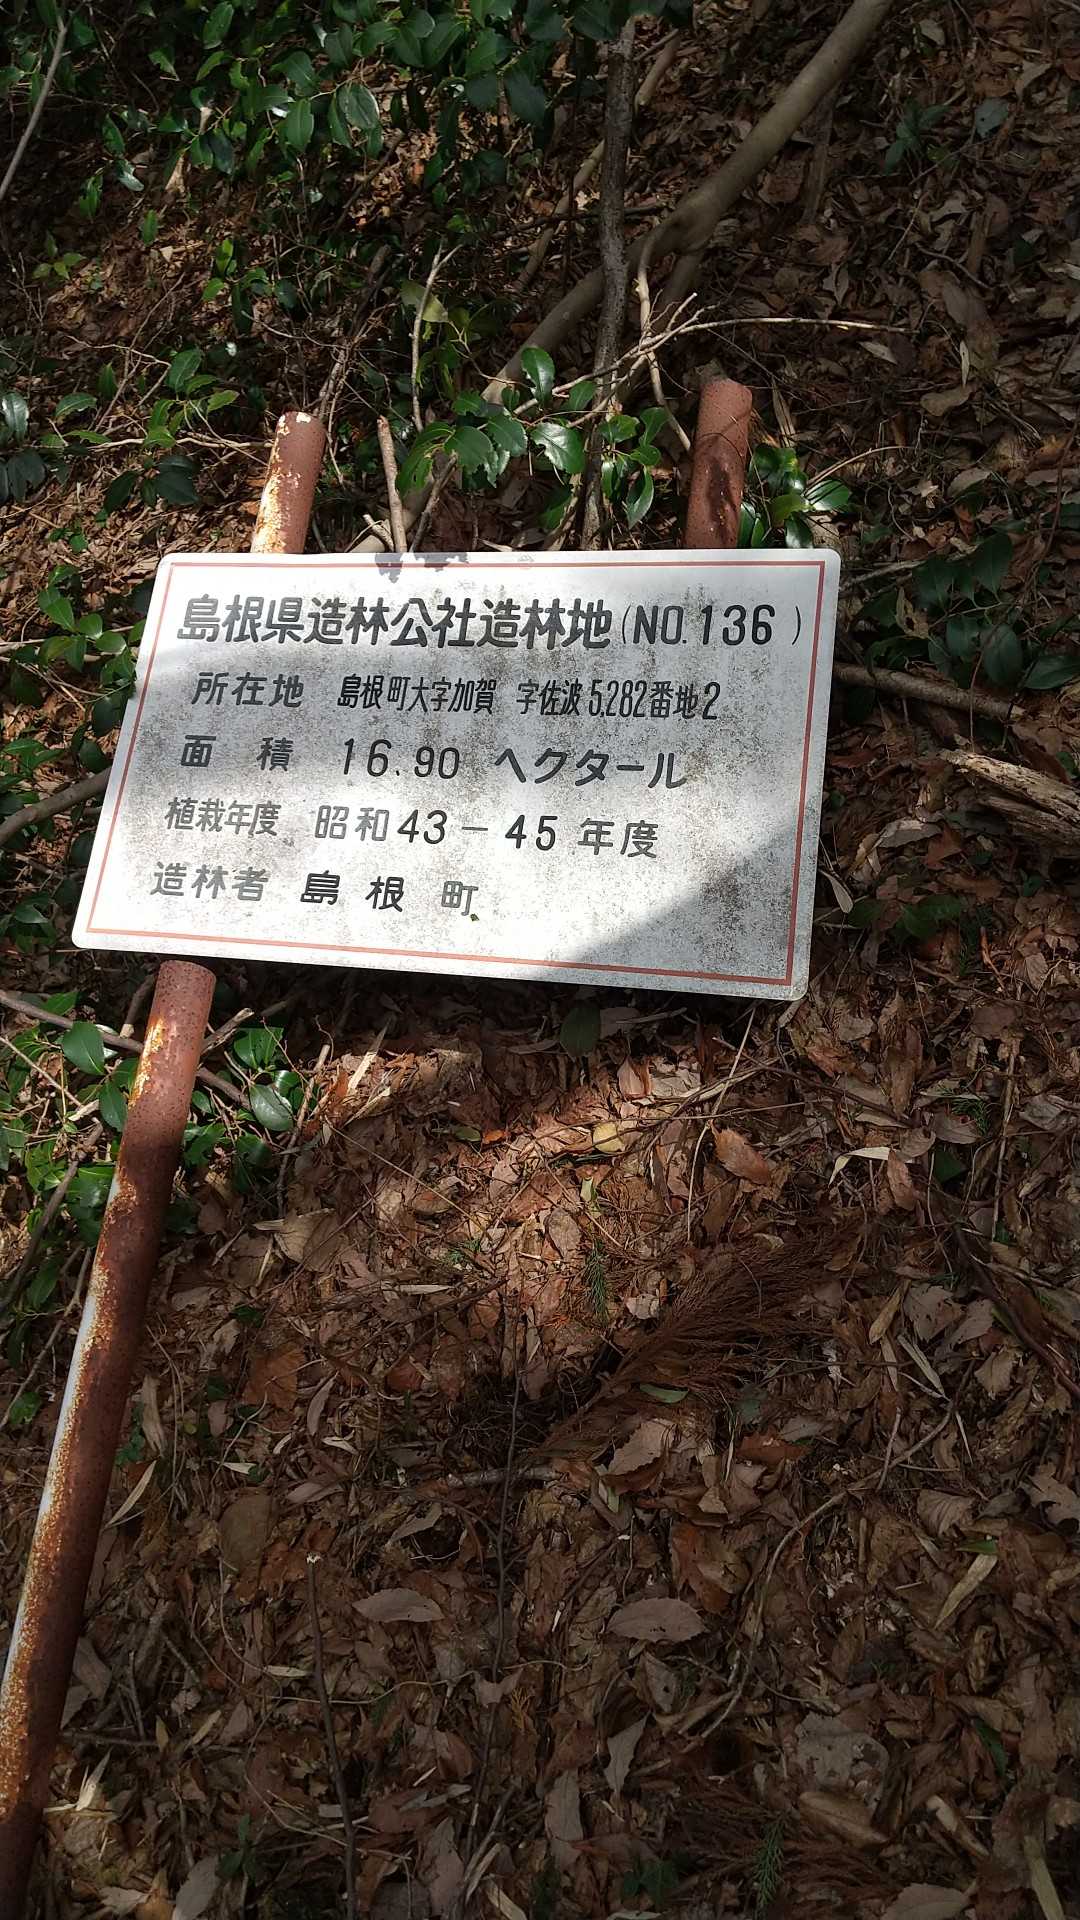 島根県造林公社造林地(NO.136)
所在地 島根町大字加賀 字佐波5.282番地2
面積 16.90 ヘクタール
植栽年度 昭和43-45年度
造林者 島根町